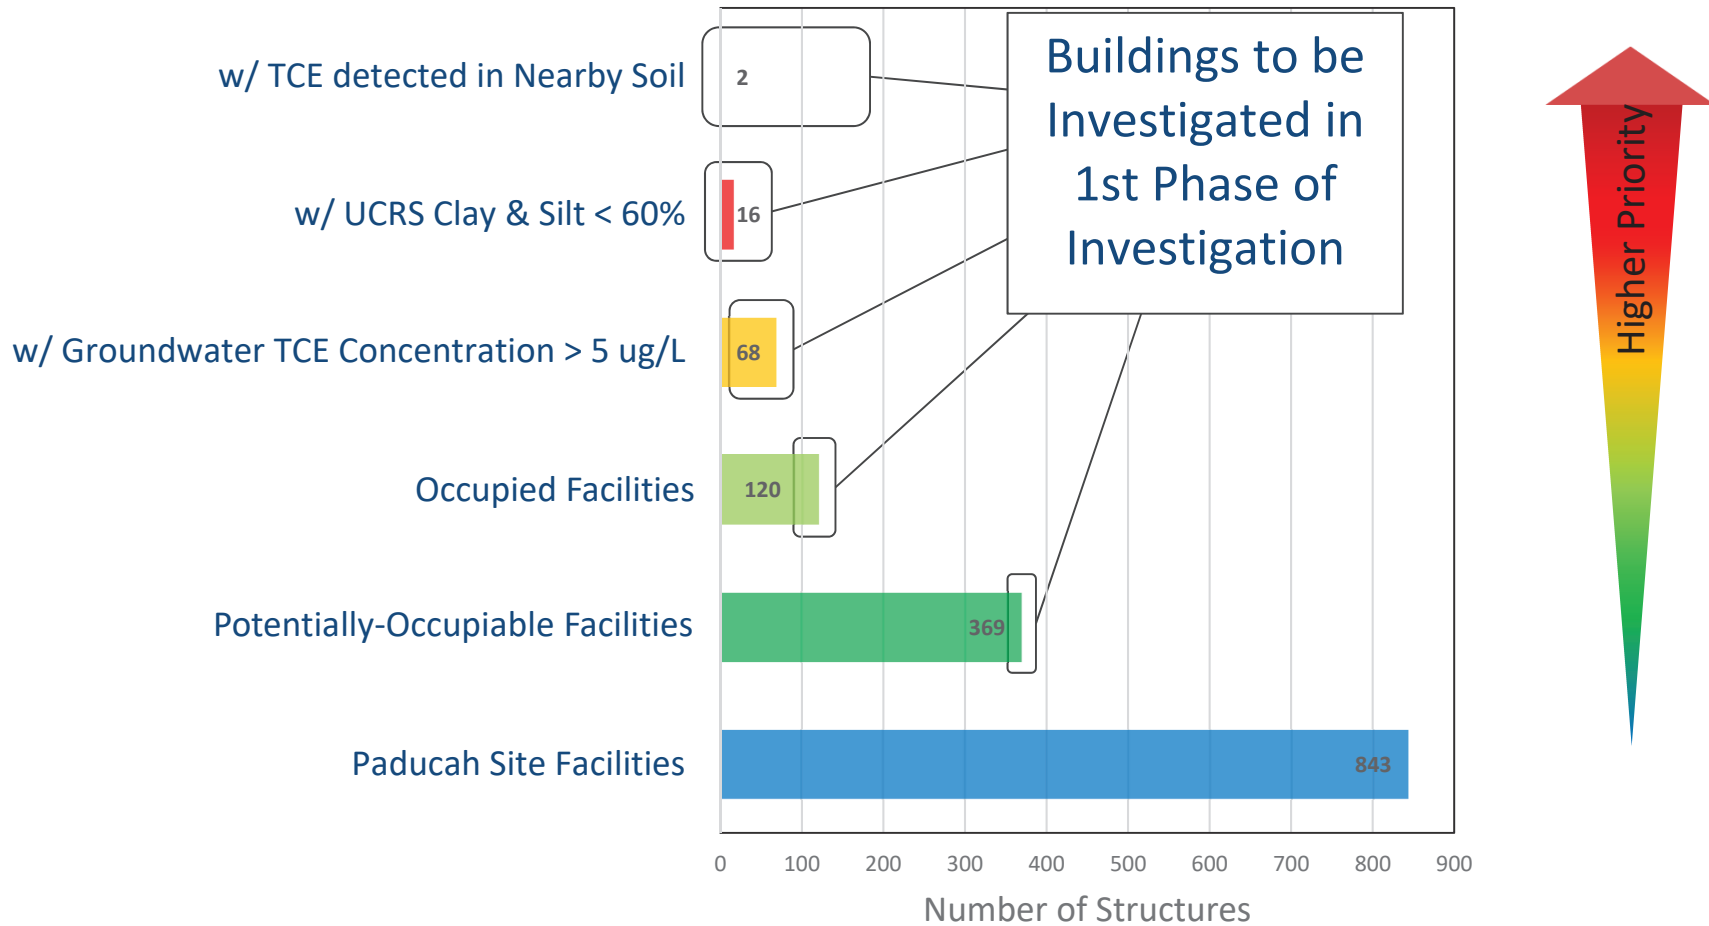 w/ TCE detected in Nearby Soil
2
w/ UCRS Clay & Silt < 60%
16
w/ Groundwater TCE Concentration > 5 ug/L
68
Occupied Facilities
120
Potentially-Occupiable Facilities
369
Paducah Site Facilities
843
Buildings to be
Investigated in
1st Phase of
Investigation
Higher Priority
0 100 200 300 400 500 600 700 800 900
Number of Structures